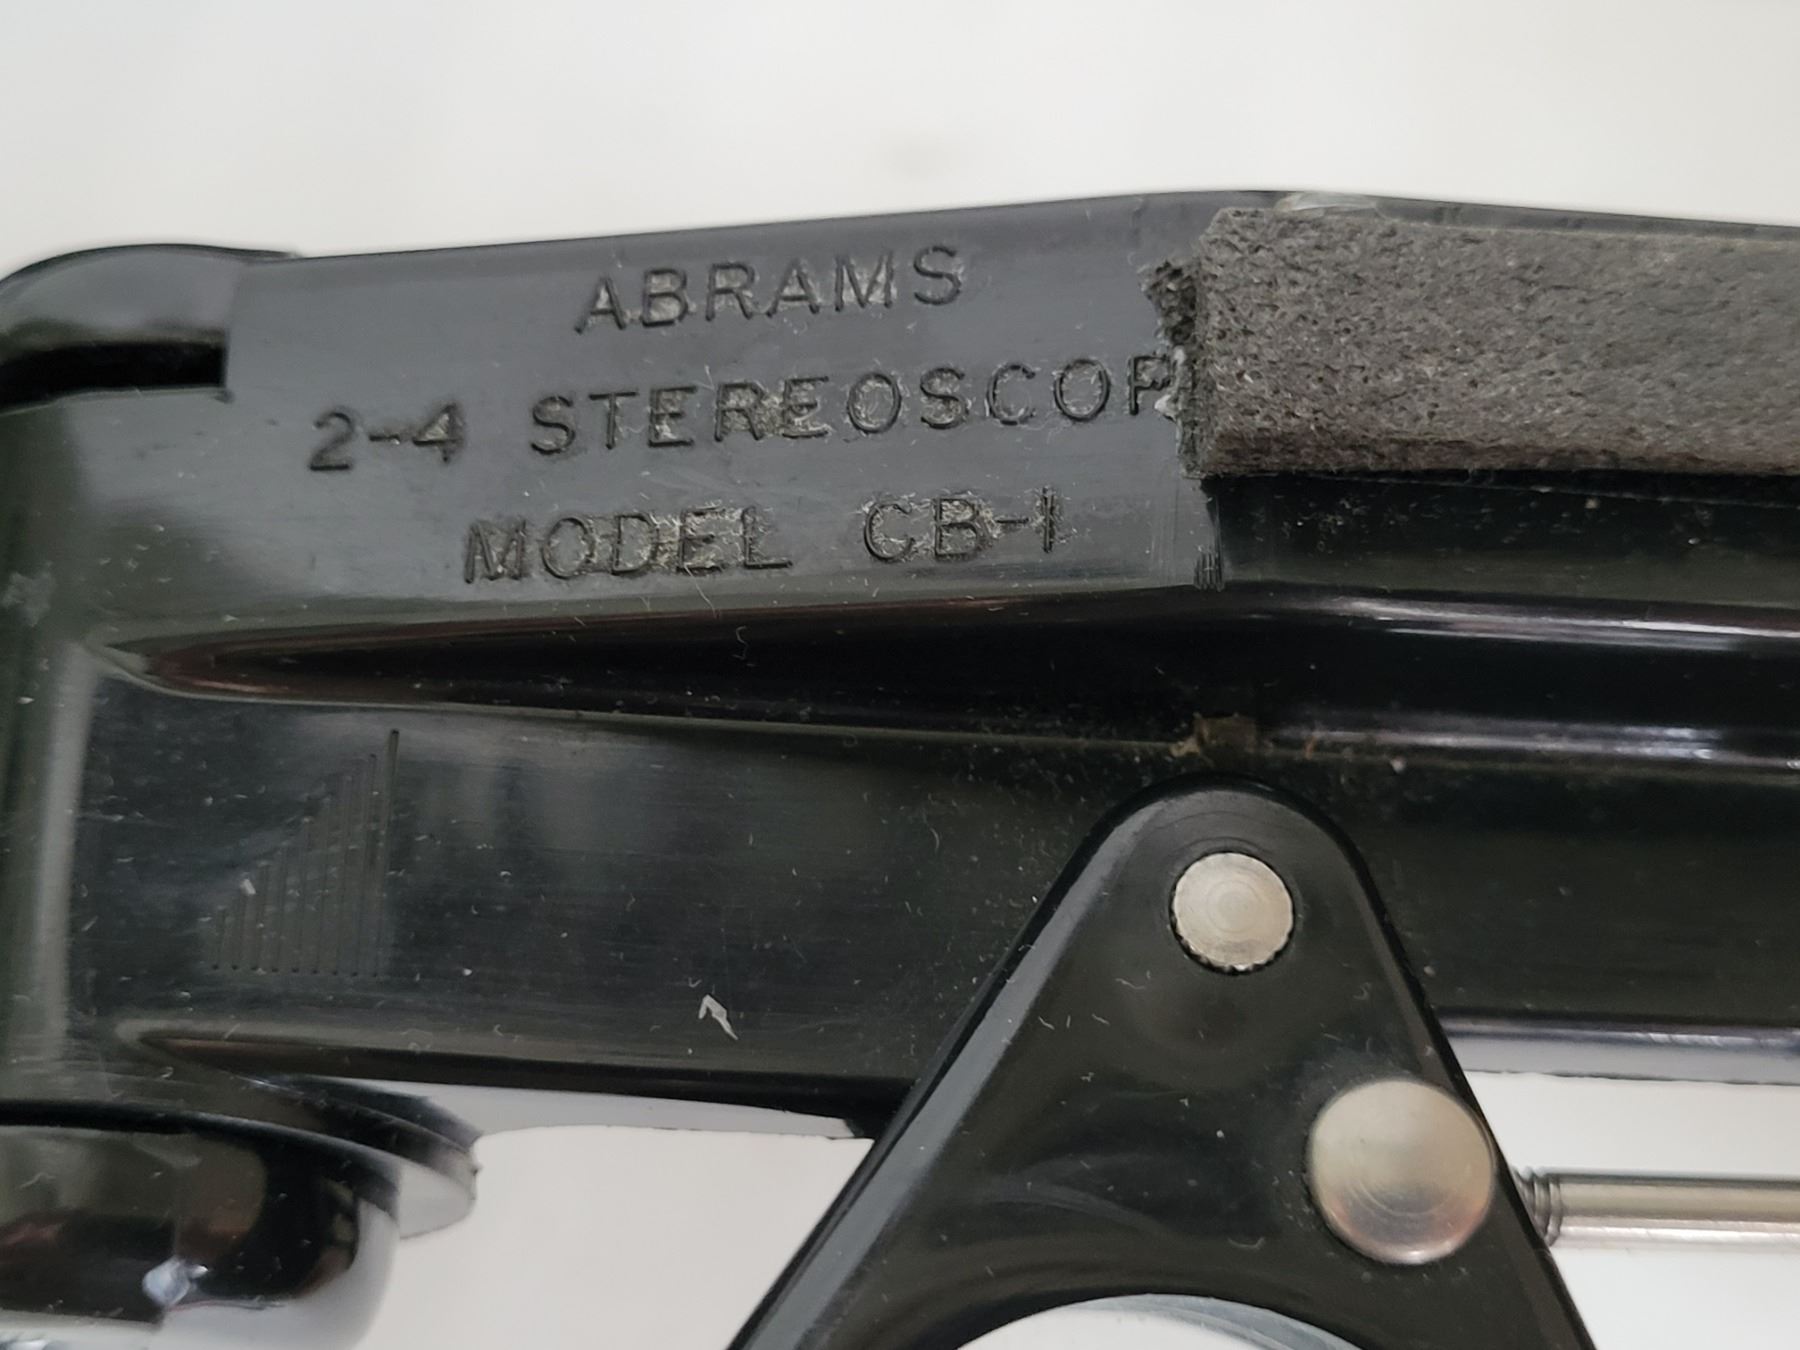 ABRAMS
2-4 STEREOSCOP
MODEL CB-1